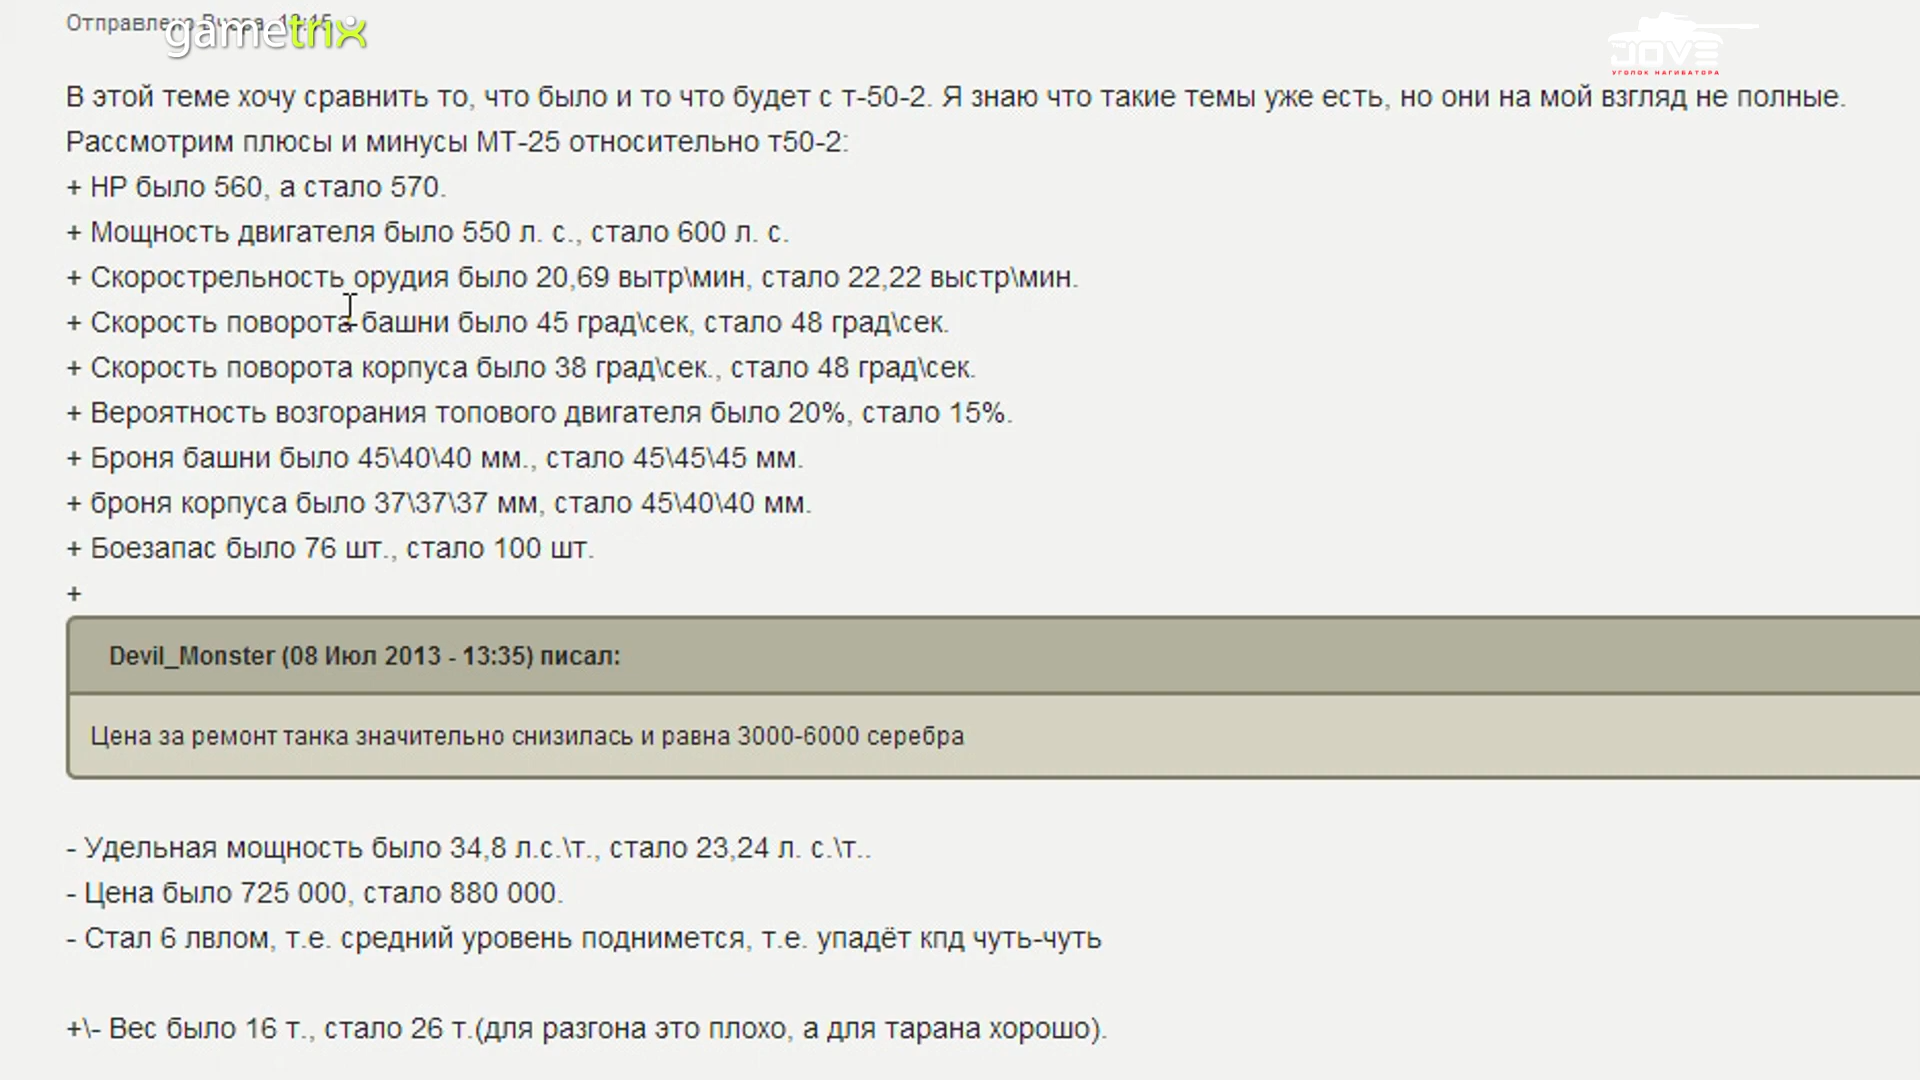 Отправлено Вчера, 13:15
gametrix
JOVE
УГОЛОК НАГИБАТОРА
В этой теме хочу сравнить то, что было и то что будет с т-50-2. Я знаю что такие темы уже есть, но они на мой взгляд не полные.
Рассмотрим плюсы и минусы МТ-25 относительно т50-2:
+ HP было 560, а стало 570.
+ Мощность двигателя было 550 л. с., стало 600 л. с.
+ Скорострельность орудия было 20,69 вытр\мин, стало 22,22 выстр\мин.
+ Скорость поворота башни было 45 град\сек, стало 48 град\сек.
+ Скорость поворота корпуса было 38 град\сек., стало 48 град\сек.
+ Вероятность возгорания топового двигателя было 20%, стало 15%.
+ Броня башни было 45\40\40 мм., стало 45\45\45 мм.
+ броня корпуса было 37\37\37 мм, стало 45\40\40 мм.
+ Боезапас было 76 шт., стало 100 шт.
+
Devil_Monster (08 Июл 2013 - 13:35) писал:
Цена за ремонт танка значительно снизилась и равна 3000-6000 серебра
- Удельная мощность было 34,8 л.с.\т., стало 23,24 л. с.\т..
- Цена было 725 000, стало 880 000.
- Стал 6 лвлом, т.е. средний уровень поднимется, т.е. упадёт кпд чуть-чуть
+\- Вес было 16 т., стало 26 т.(для разгона это плохо, а для тарана хорошо).